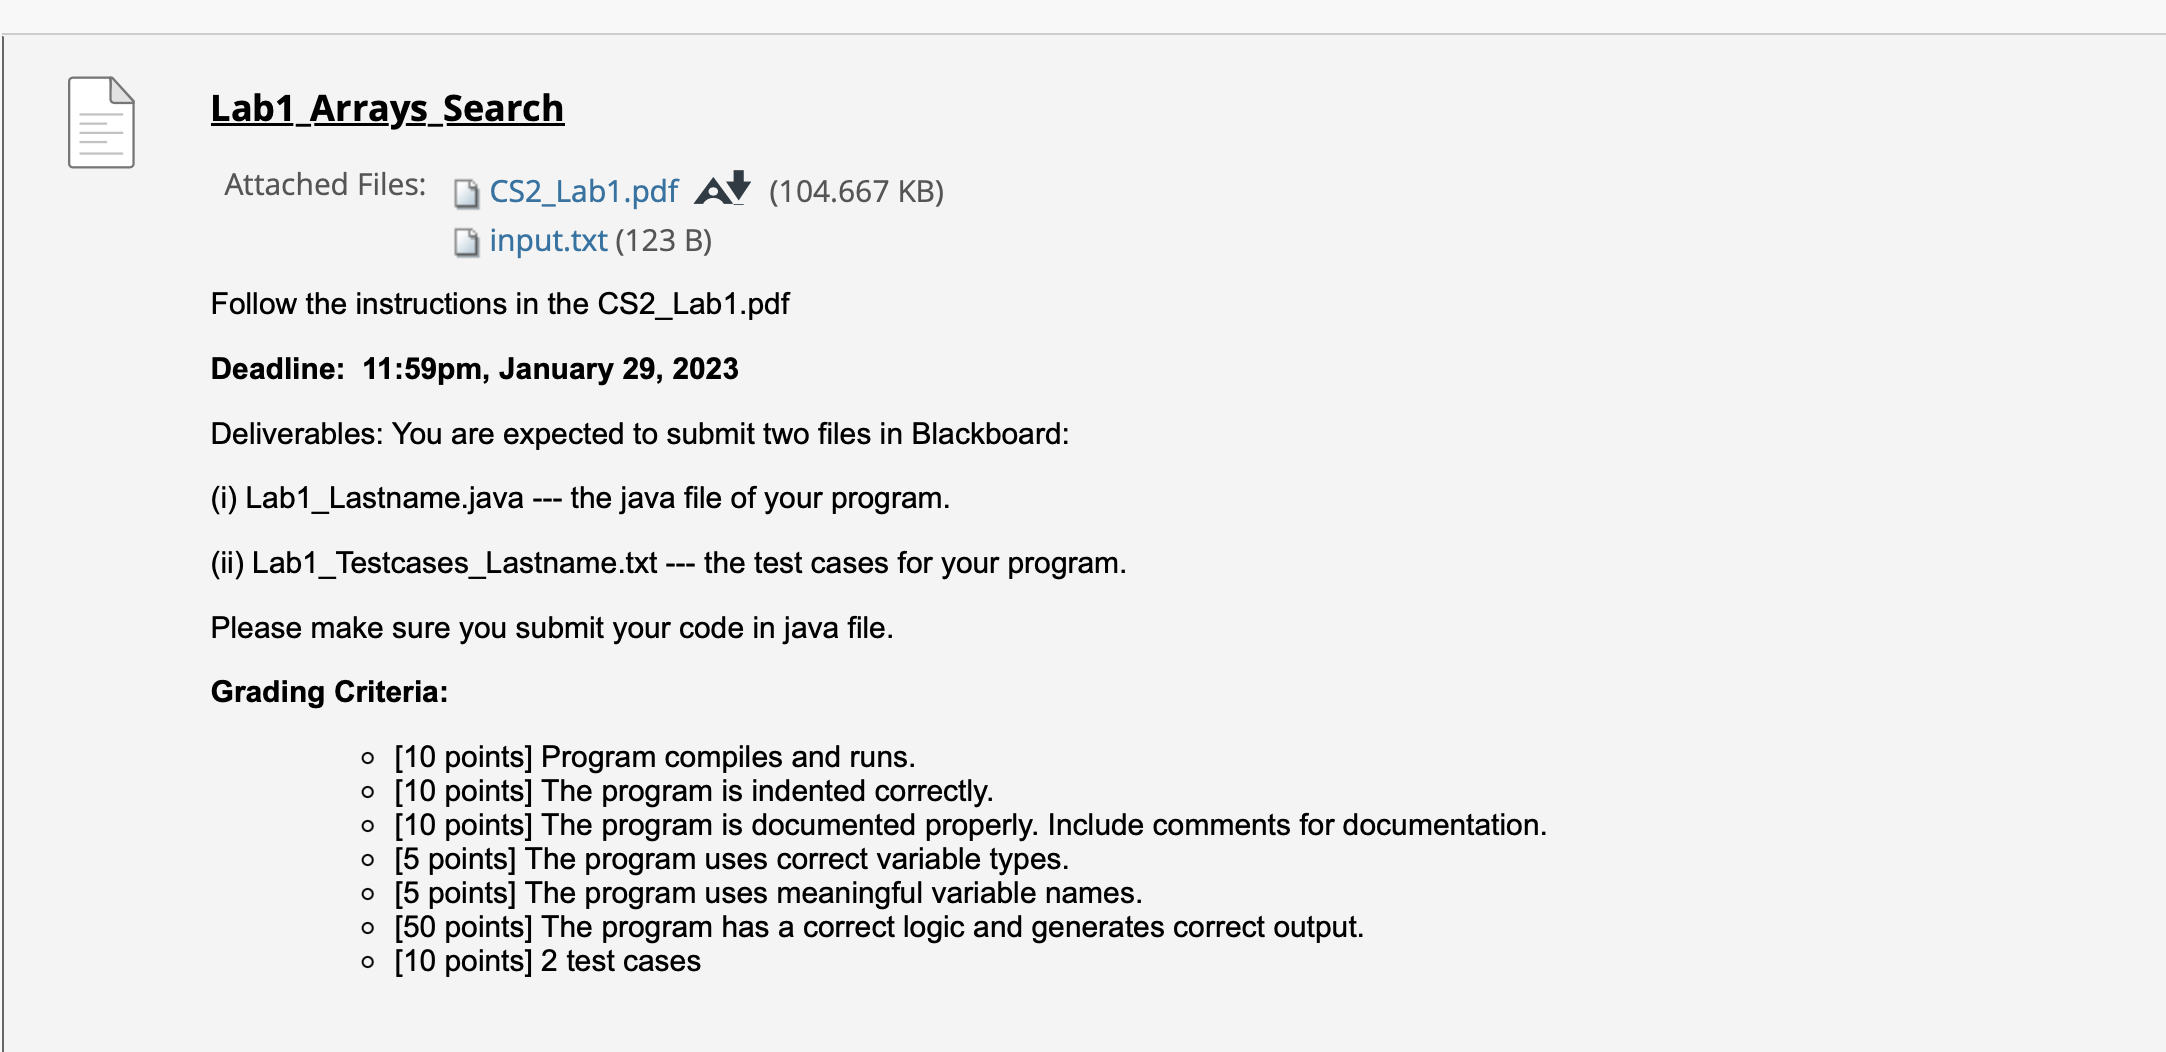 Lab1_Arrays_Search
Attached Files: CS2_Lab1.pdf (104.667 KB)
input.txt (123 B)
Follow the instructions in the CS2_Lab1.pdf
Deadline:  11:59pm, January 29, 2023
Deliverables: You are expected to submit two files in Blackboard:
(i) Lab1_Lastname.java --- the java file of your program.
(ii) Lab1_Testcases_Lastname.txt --- the test cases for your program.
Please make sure you submit your code in java file.
Grading Criteria:
[10 points] Program compiles and runs.
[10 points] The program is indented correctly.
[10 points] The program is documented properly. Include comments for documentation.
[5 points] The program uses correct variable types.
[5 points] The program uses meaningful variable names.
[50 points] The program has a correct logic and generates correct output.
[10 points] 2 test cases